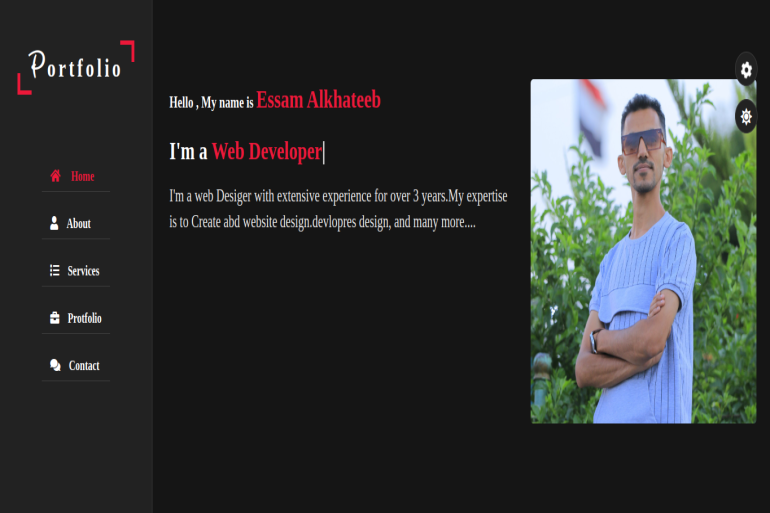 Portfolio
Home
About
Services
Protfolio
Contact
Hello , My name is Essam Alkhateeb
I'm a Web Developer|
I'm a web Desiger with extensive experience for over 3 years.My expertise
is to Create abd website design.devlopres design, and many more....